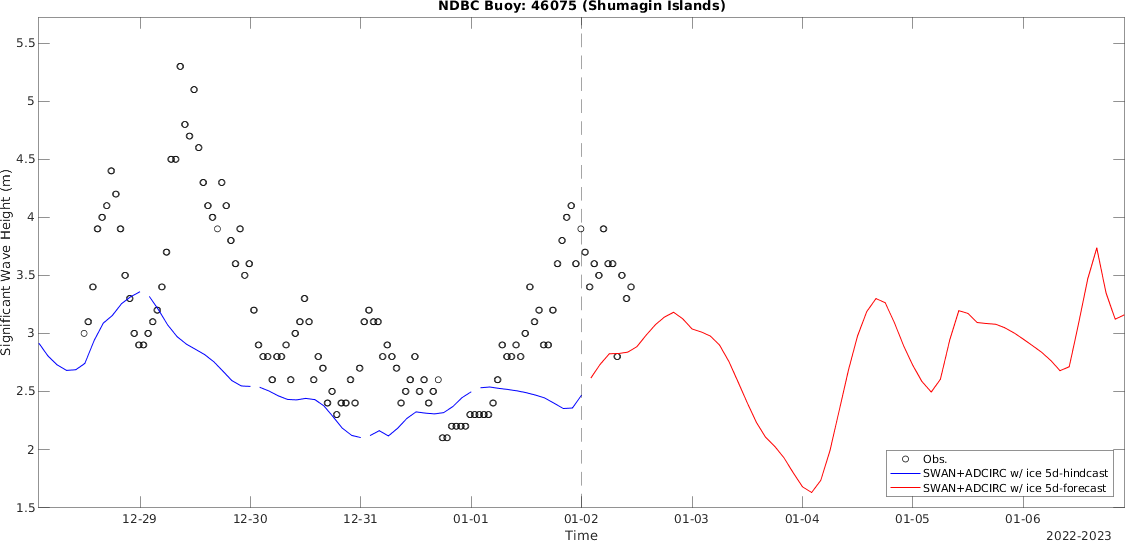 NDBC Buoy: 46075 (Shumagin Islands)
Significant Wave Height (m)
5.5
5
4.5
4
3.5
3
2.5
2
1.5
Obs.
SWAN+ADCIRC w/ ice 5d-hindcast
SWAN+ADCIRC w/ ice 5d-forecast
12-29 12-30 12-31 01-01 01-02 01-03 01-04 01-05 01-06
Time
2022-2023